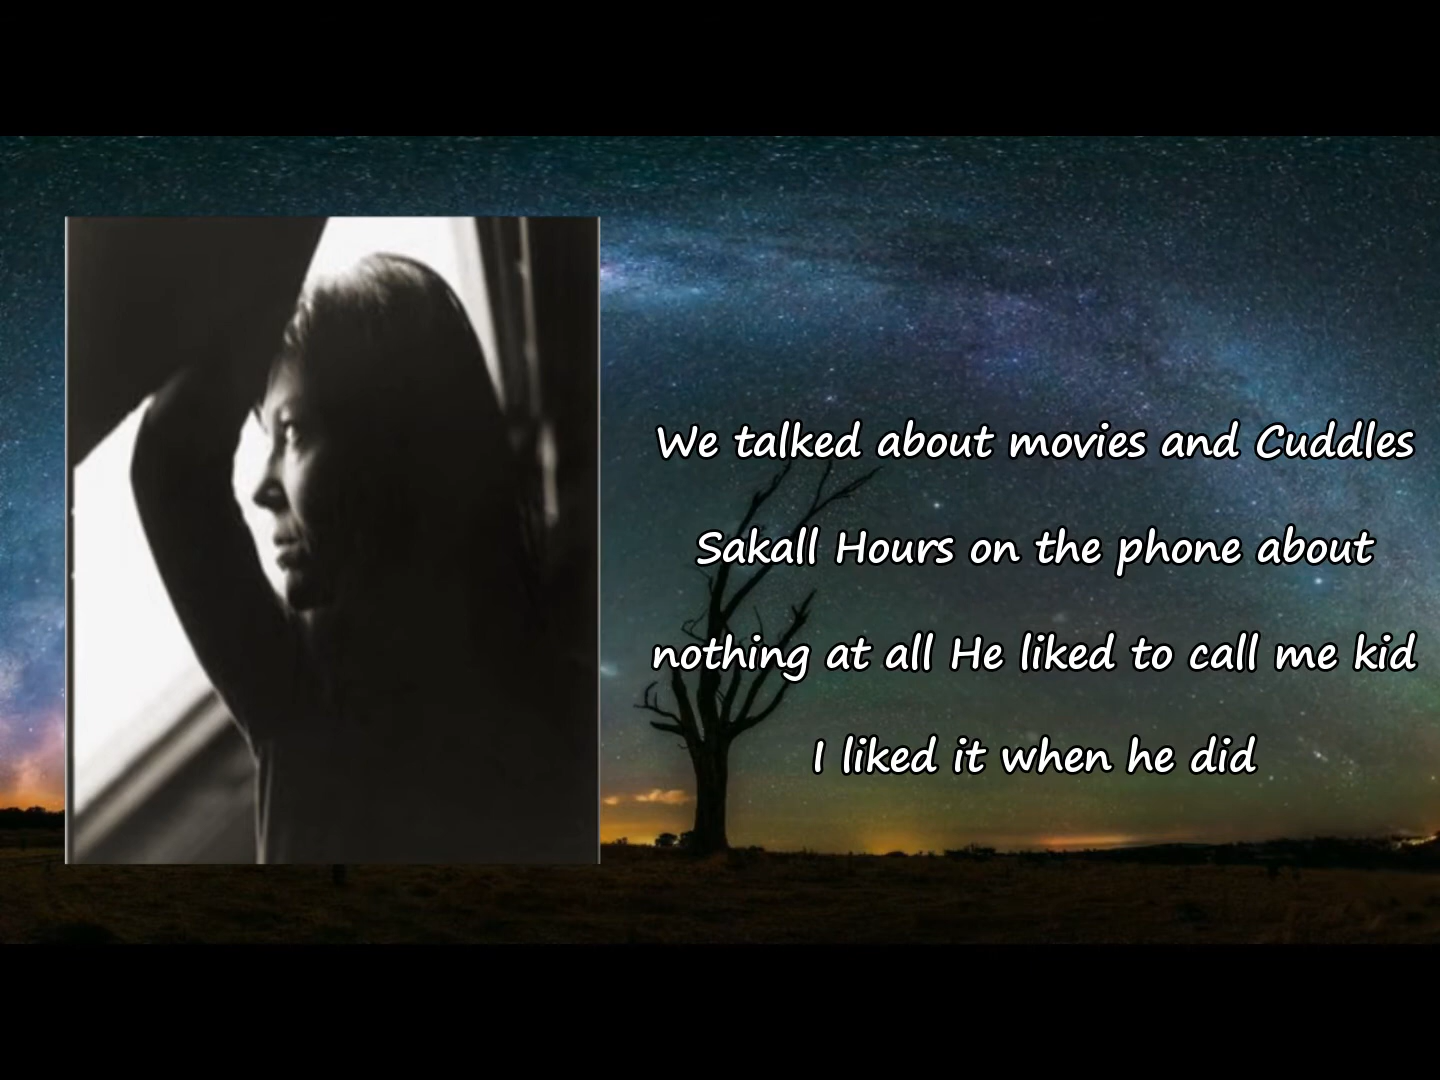 We talked about movies and Cuddles
Sakall Hours on the phone about
nothing at all He liked to call me kid
I liked it when he did